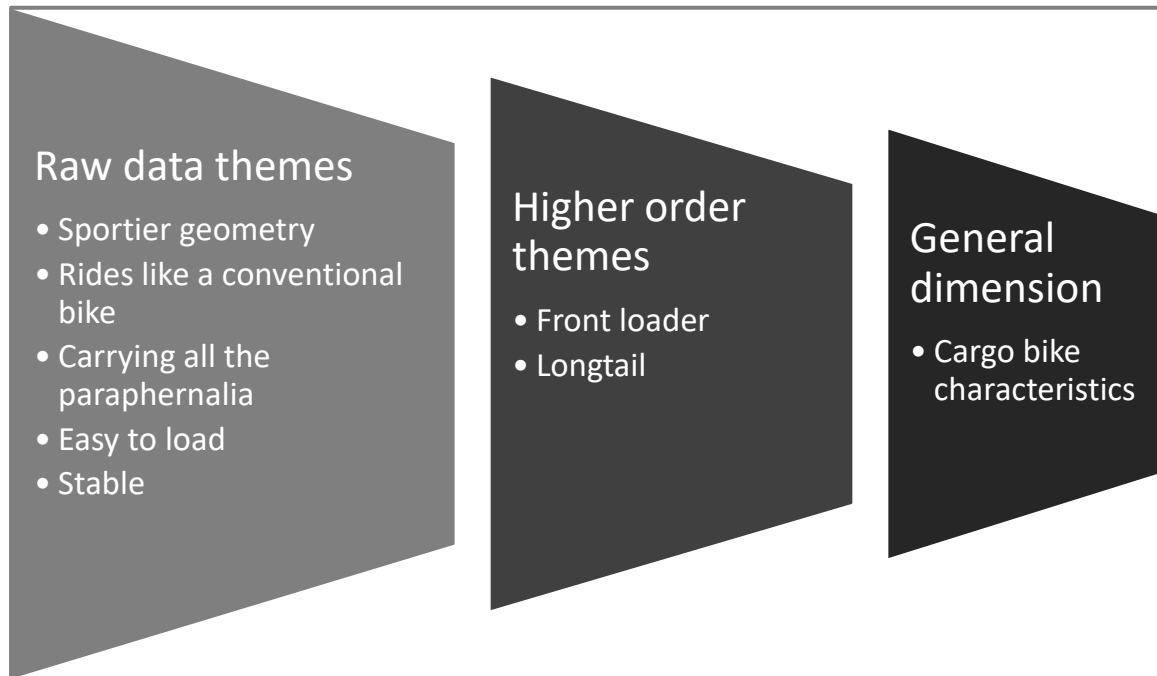 Raw data themes
• Sportier geometry
• Rides like a conventional
bike
• Carrying all the
paraphernalia
• Easy to load
• Stable
Higher order
themes
• Front loader
• Longtail
General
dimension
• Cargo bike
characteristics